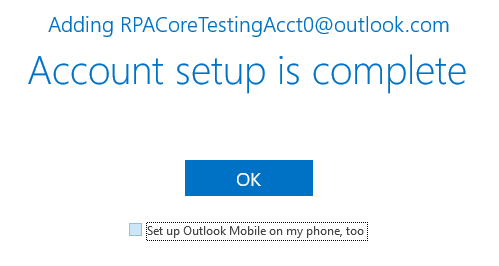 Adding RPACoreTestingAcct0@outlook.com
Account setup is complete
OK
Set up Outlook Mobile on my phone, too